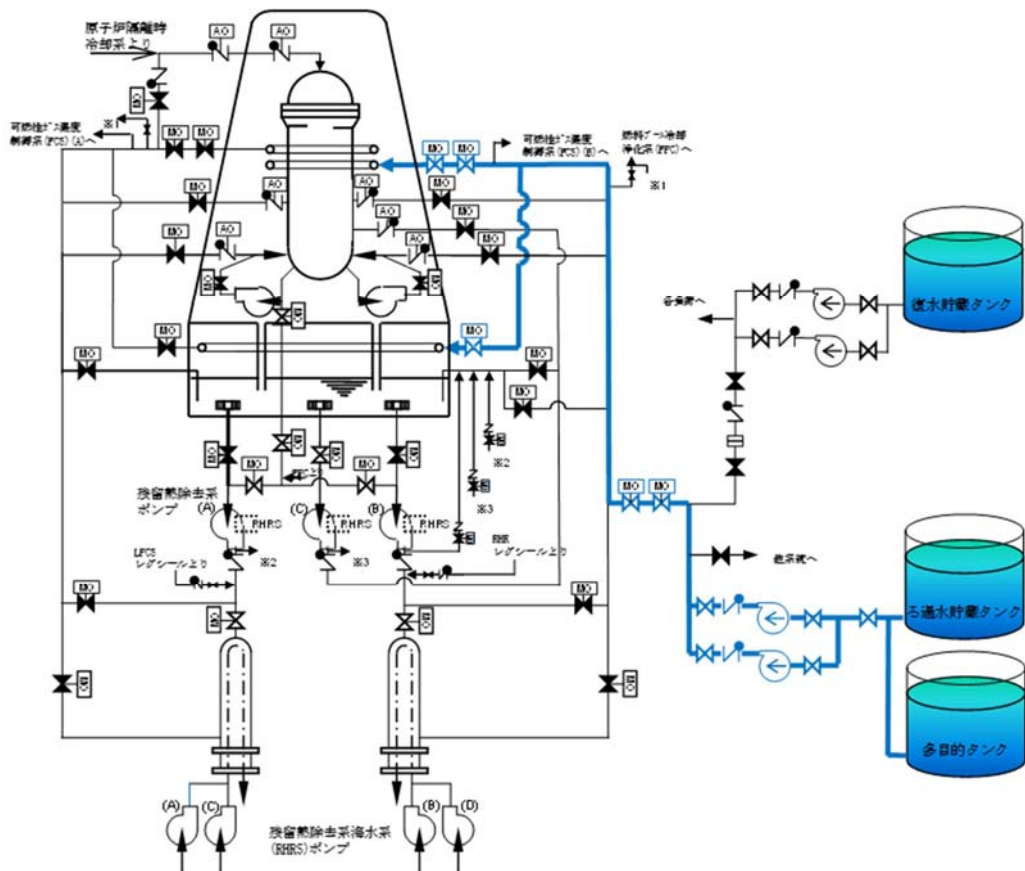 原子炉隔離時
冷却系より
AO
AO
MO
可燃性ガス濃度
制御系(FCS)(A)へ
※1
MO
MO
可燃性ガス濃度
制御系(FCS)(B)へ
燃料プール冷却
浄化系(FPC)へ
※1
MO
MO
MO
AO
AO
MO
AO
MO
MO
AO
AO
MO
MO
MO
MO
各負荷へ
復水貯蔵タンク
MO
MO
MO
MO
MO
MO
MO
MO
MO
MO
MO
※2
※3
残留熱除去系
ポンプ
(A)
RHRS
(C)
RHRS
(B)
RHRS
※2
※3
LPCS
レグシールより
RHR
レグシールより
MO
MO
他系統へ
ろ過水貯蔵タンク
MO
MO
MO
MO
MO
MO
多目的タンク
(A)
(C)
(B)
(D)
残留熱除去系海水系
(RHRS)ポンプ